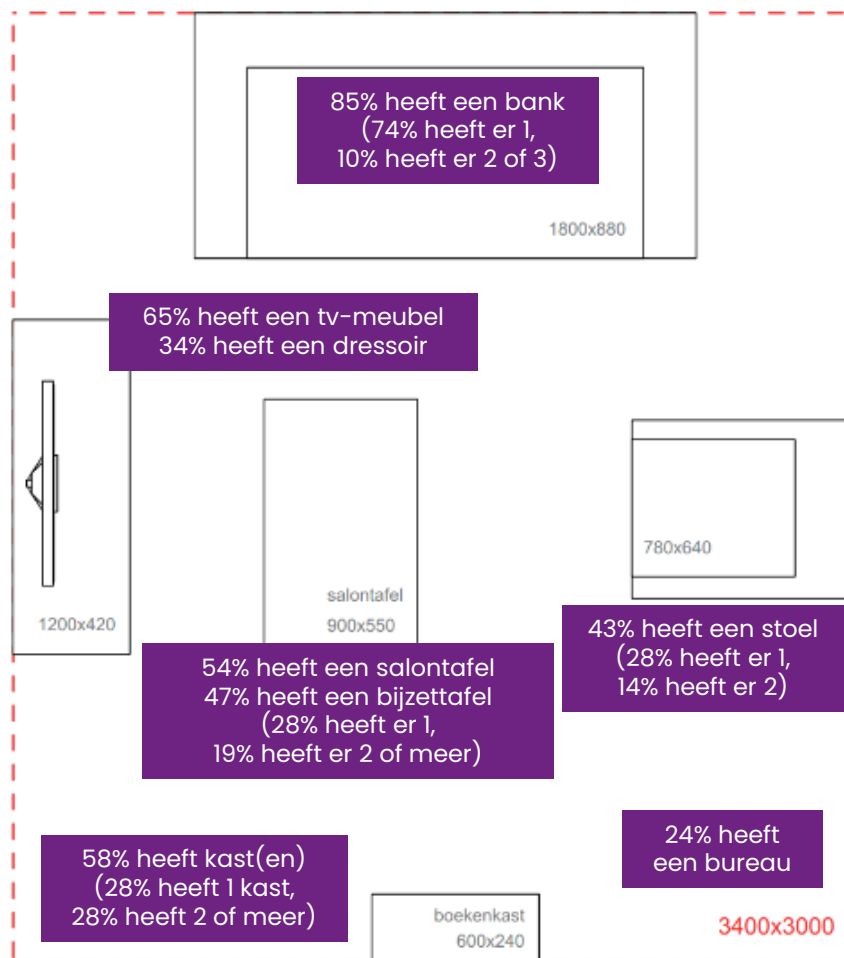 85% heeft een bank
(74% heeft er 1,
10% heeft er 2 of 3)
1800x880
65% heeft een tv-meubel
34% heeft een dressoir
1200x420
salontafel
900x550
780x640
54% heeft een salontafel
47% heeft een bijzettafel
(28% heeft er 1,
19% heeft er 2 of meer)
43% heeft een stoel
(28% heeft er 1,
14% heeft er 2)
58% heeft kast(en)
(28% heeft 1 kast,
28% heeft 2 of meer)
boekenkast
600x240
24% heeft
een bureau
3400x3000